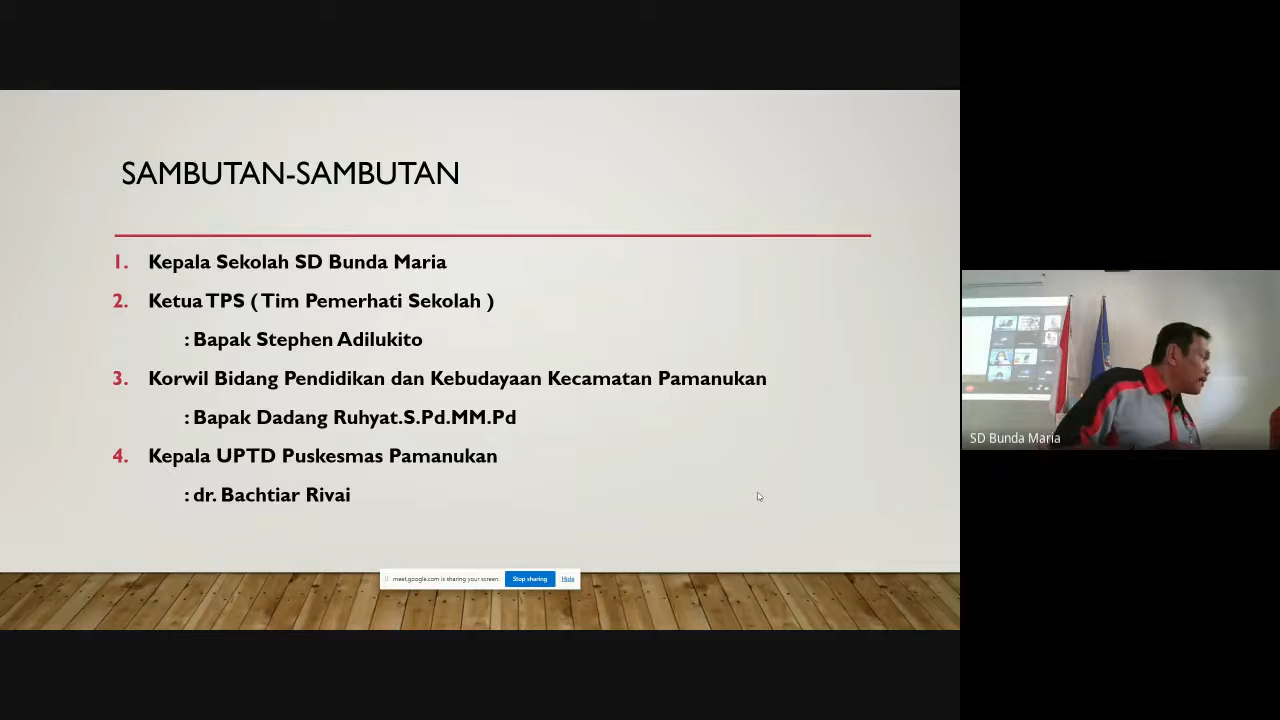 SAMBUTAN-SAMBUTAN
1. Kepala Sekolah SD Bunda Maria
2. Ketua TPS ( Tim Pemerhati Sekolah )
: Bapak Stephen Adilukito
3. Korwil Bidang Pendidikan dan Kebudayaan Kecamatan Pamanukan
: Bapak Dadang Ruhyat.S.Pd.MM.Pd
4. Kepala UPTD Puskesmas Pamanukan
: dr. Bachtiar Rivai
meet.google.com is sharing your screen. Stop sharing Hide
SD Bunda Maria